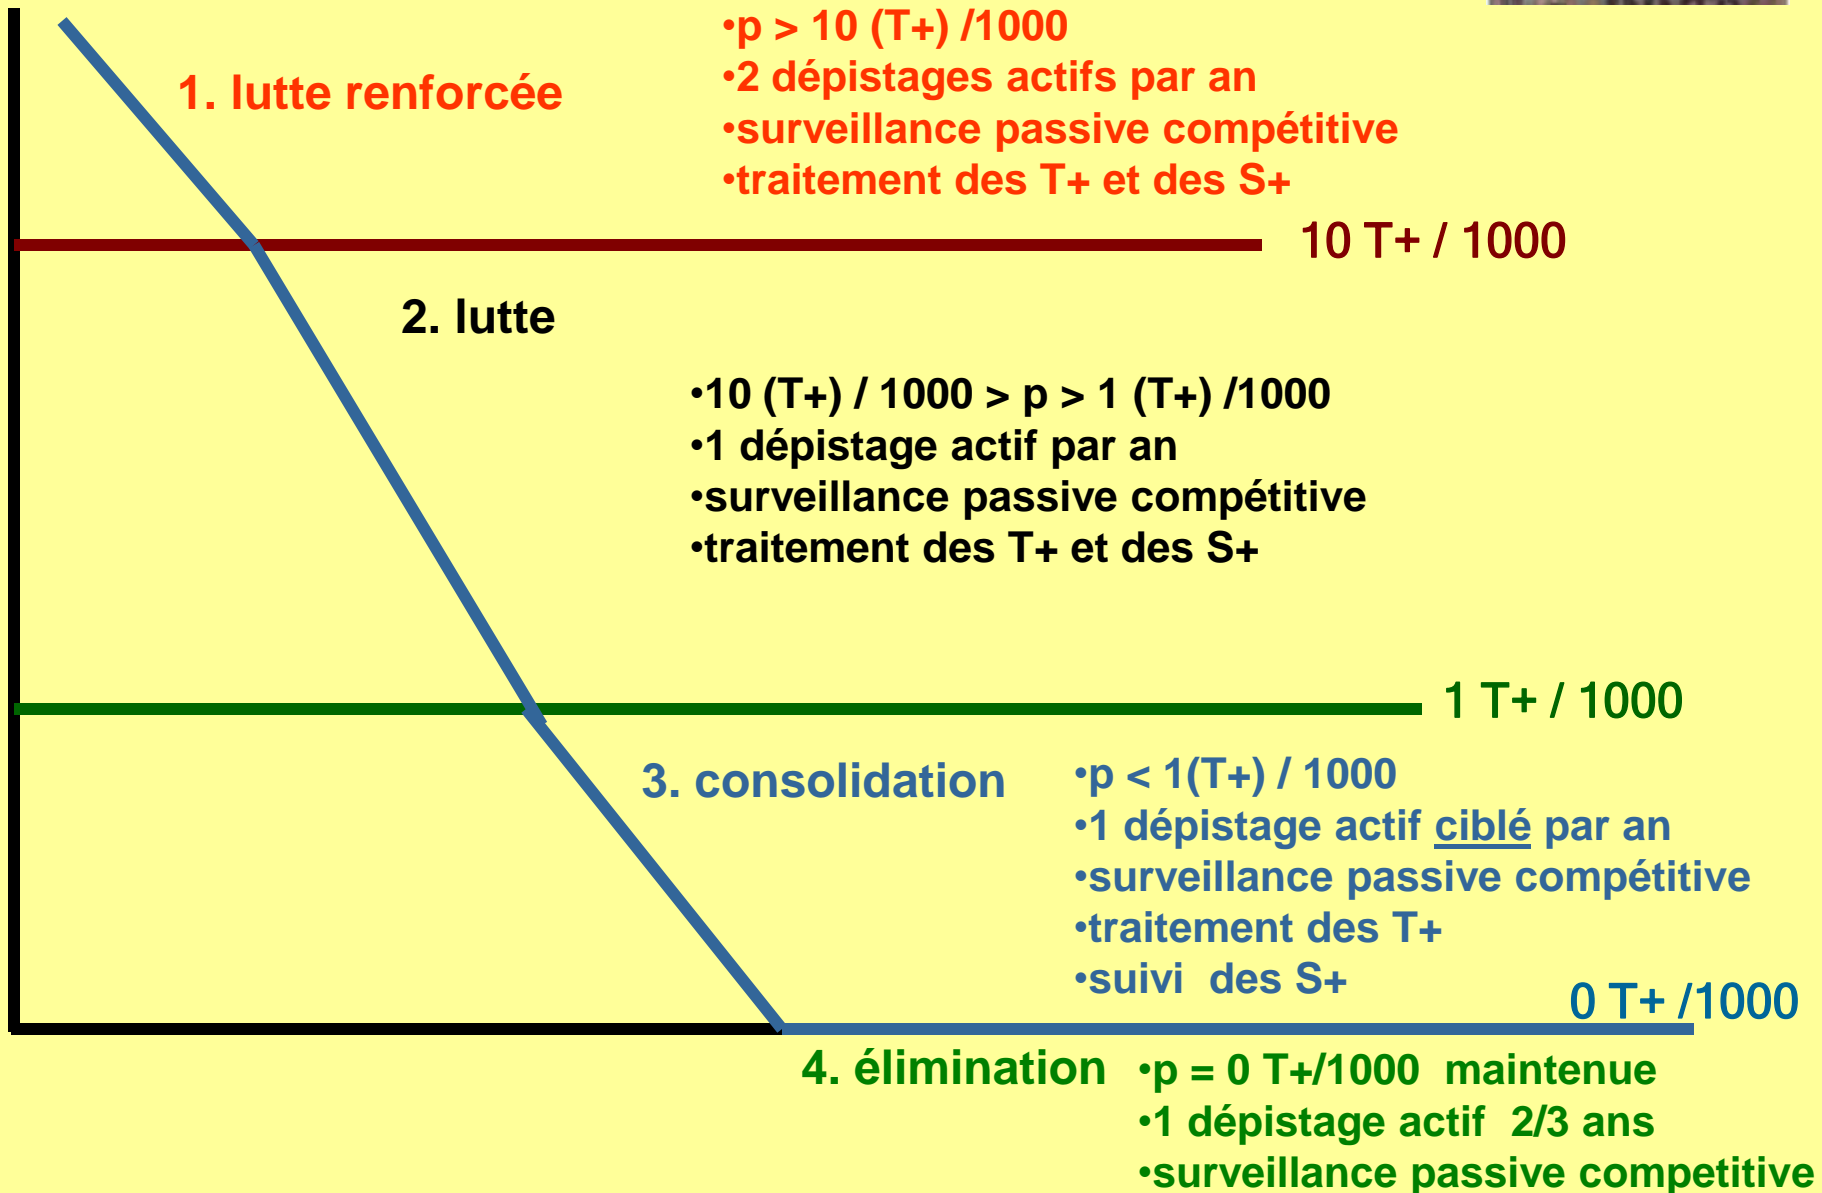 1. lutte renforcée
•p > 10 (T+) /1000
•2 dépistages actifs par an
•surveillance passive compétitive
•traitement des T+ et des S+
10 T+ / 1000
2. lutte
•10 (T+) / 1000 > p > 1 (T+) /1000
•1 dépistage actif par an
•surveillance passive compétitive
•traitement des T+ et des S+
1 T+ / 1000
3. consolidation
•p < 1(T+) / 1000
•1 dépistage actif ciblé par an
•surveillance passive compétitive
•traitement des T+
•suivi  des S+
0 T+ /1000
4. élimination
•p = 0 T+/1000  maintenue
•1 dépistage actif  2/3 ans
•surveillance passive competitive